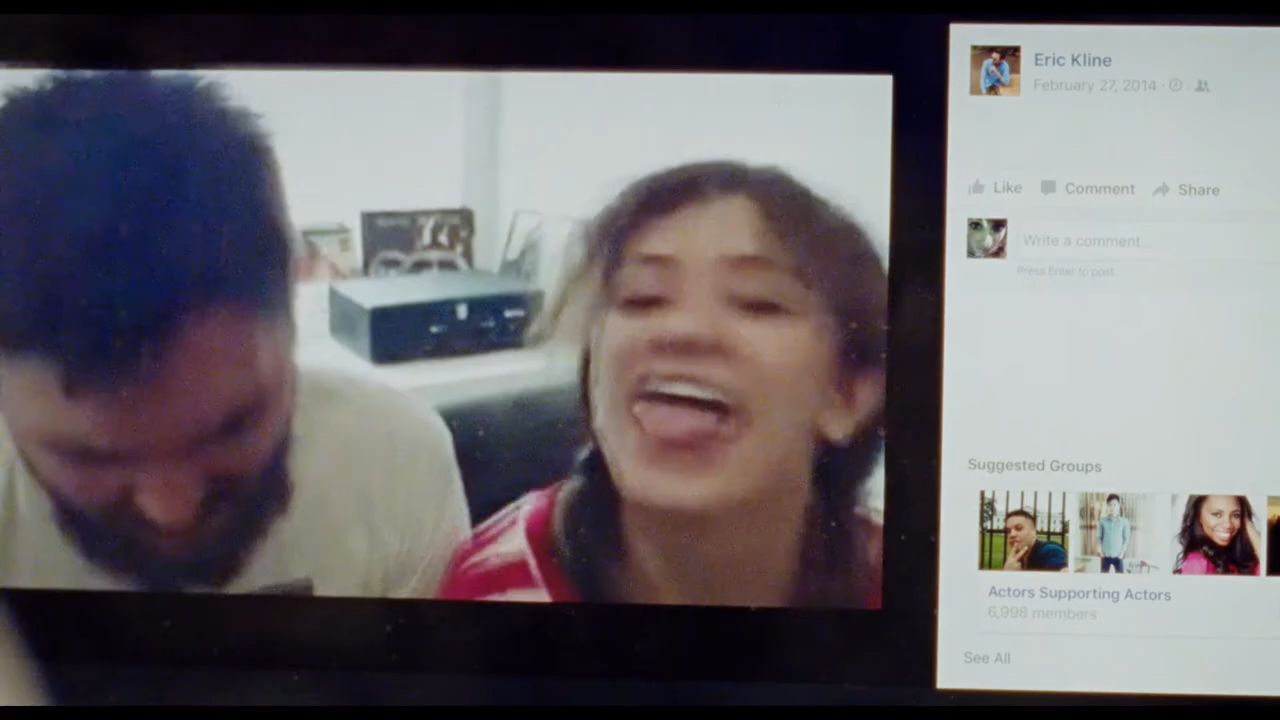 Eric Kline
February 27, 2014
Like Comment Share
Write a comment...
Press Enter to post.
Suggested Groups
Actors Supporting Actors
6,998 members
See All